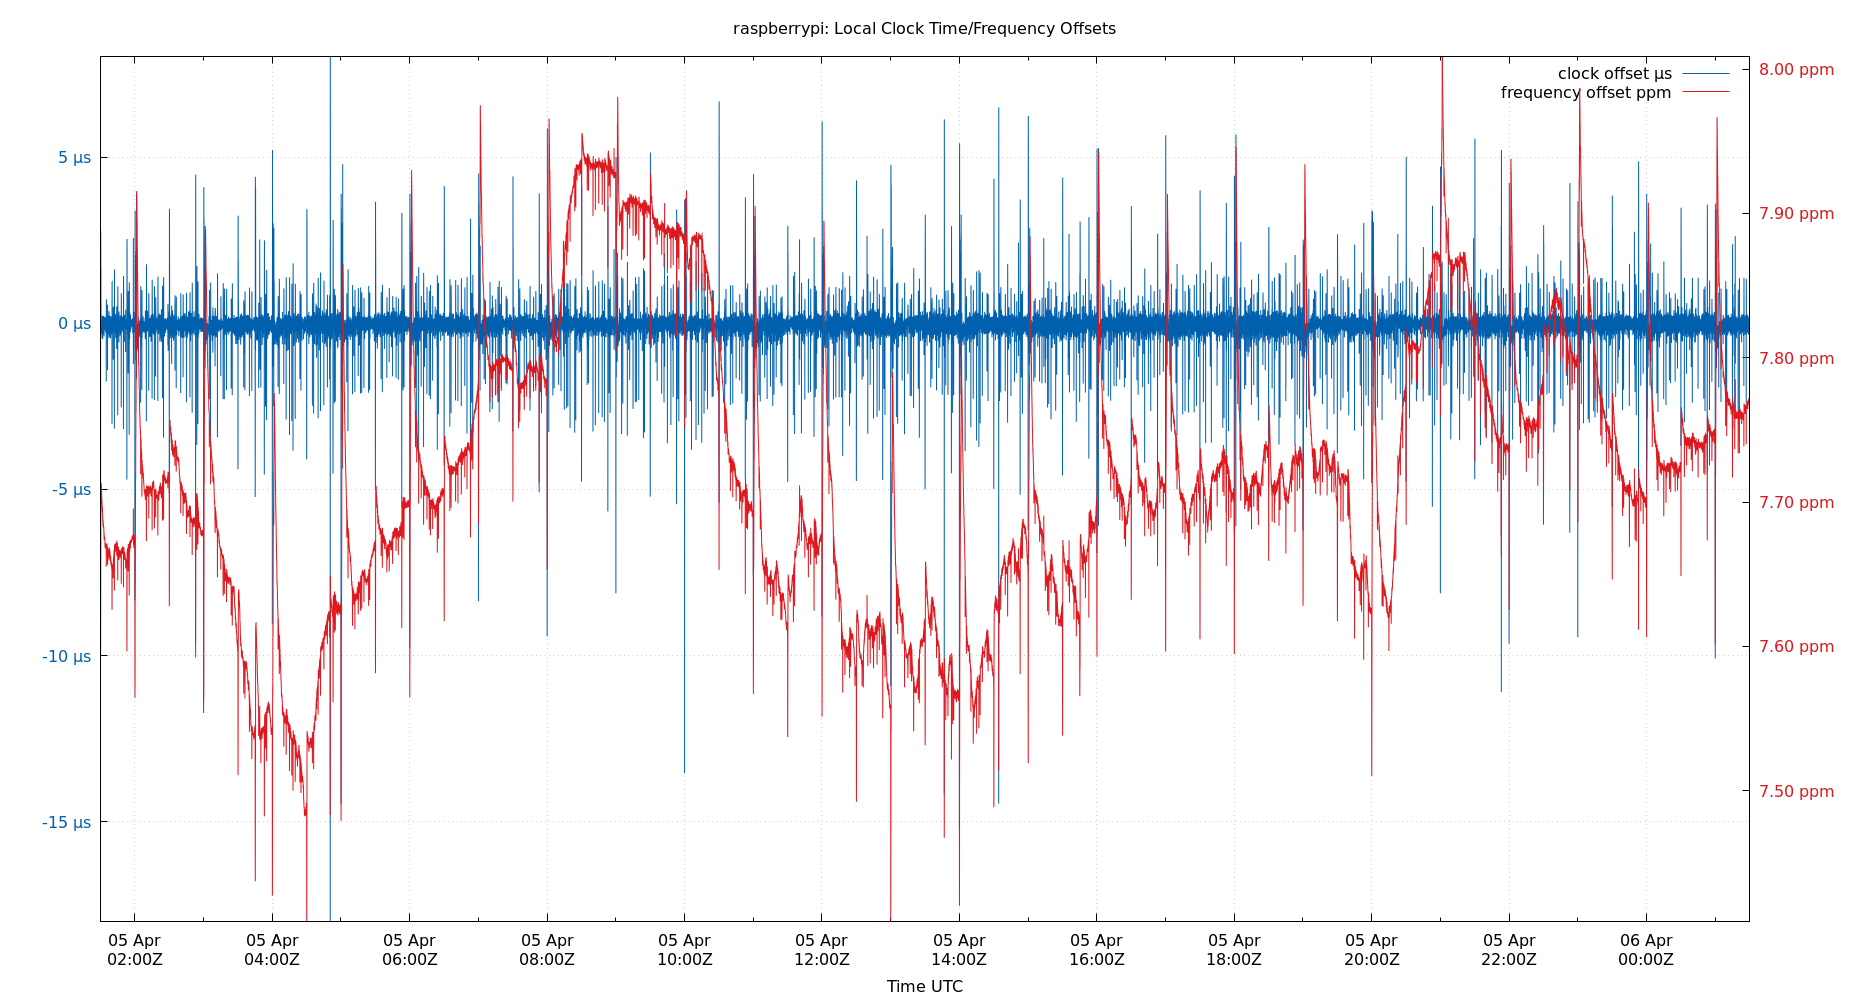 raspberrypi: Local Clock Time/Frequency Offsets
clock offset µs
frequency offset ppm
5 µs
0 µs
-5 µs
-10 µs
-15 µs
8.00 ppm
7.90 ppm
7.80 ppm
7.70 ppm
7.60 ppm
7.50 ppm
05 Apr 05 Apr 05 Apr 05 Apr 05 Apr 05 Apr 05 Apr 05 Apr 05 Apr 05 Apr 05 Apr 06 Apr
02:00Z 04:00Z 06:00Z 08:00Z 10:00Z 12:00Z 14:00Z 16:00Z 18:00Z 20:00Z 22:00Z 00:00Z
Time UTC